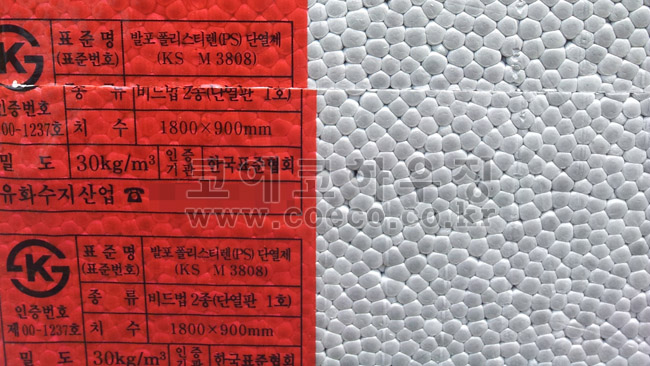 표준명 발포 폴리스티렌(PS) 단열재
(표준번호) (KS M 3808)
인증번호 종류 비드법 2종(단열판 1호)
00-1237호 치수 1800×900mm
밀도 30kg/m³ 인증기관 한국표준협회
유화수지산업 ☎
코에코하우징
www.coeco.co.kr
K
표준명 발포 폴리스티렌(PS) 단열재
(표준번호) (KS M 3808)
인증번호 종류 비드법 2종(단열판 1호)
제00-1237호 치수 1800×900mm
밀도 30kg/m³ 인증기관 한국표준협회